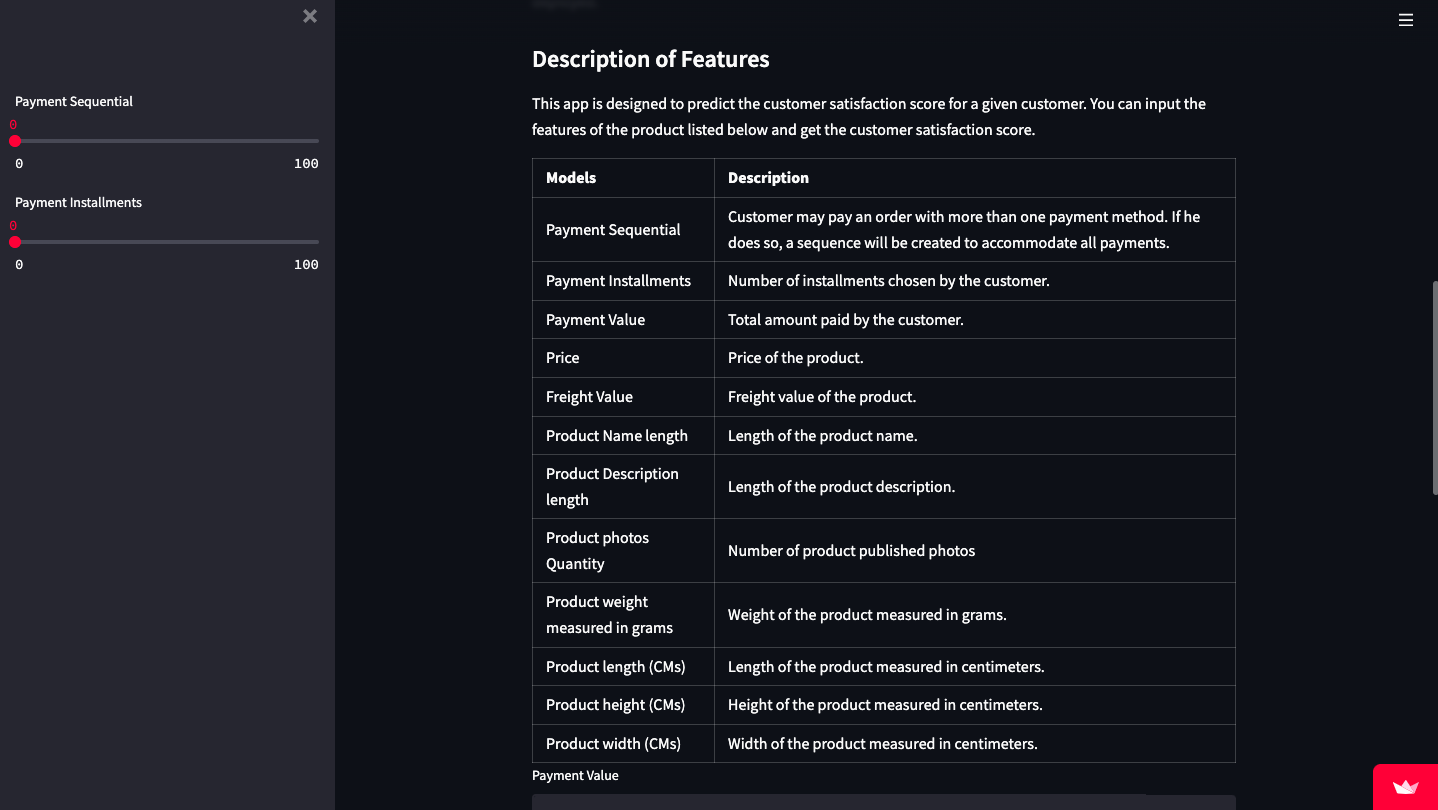 Payment Sequential
0
0 100
Payment Installments
0
0 100
Description of Features
This app is designed to predict the customer satisfaction score for a given customer. You can input the
features of the product listed below and get the customer satisfaction score.
Models Description
Payment Sequential
Customer may pay an order with more than one payment method. If he
does so, a sequence will be created to accommodate all payments.
Payment Installments Number of installments chosen by the customer.
Payment Value Total amount paid by the customer.
Price Price of the product.
Freight Value Freight value of the product.
Product Name length Length of the product name.
Product Description
length
Length of the product description.
Product photos
Quantity
Number of product published photos
Product weight
measured in grams
Weight of the product measured in grams.
Product length (CMs) Length of the product measured in centimeters.
Product height (CMs) Height of the product measured in centimeters.
Product width (CMs) Width of the product measured in centimeters.
Payment Value